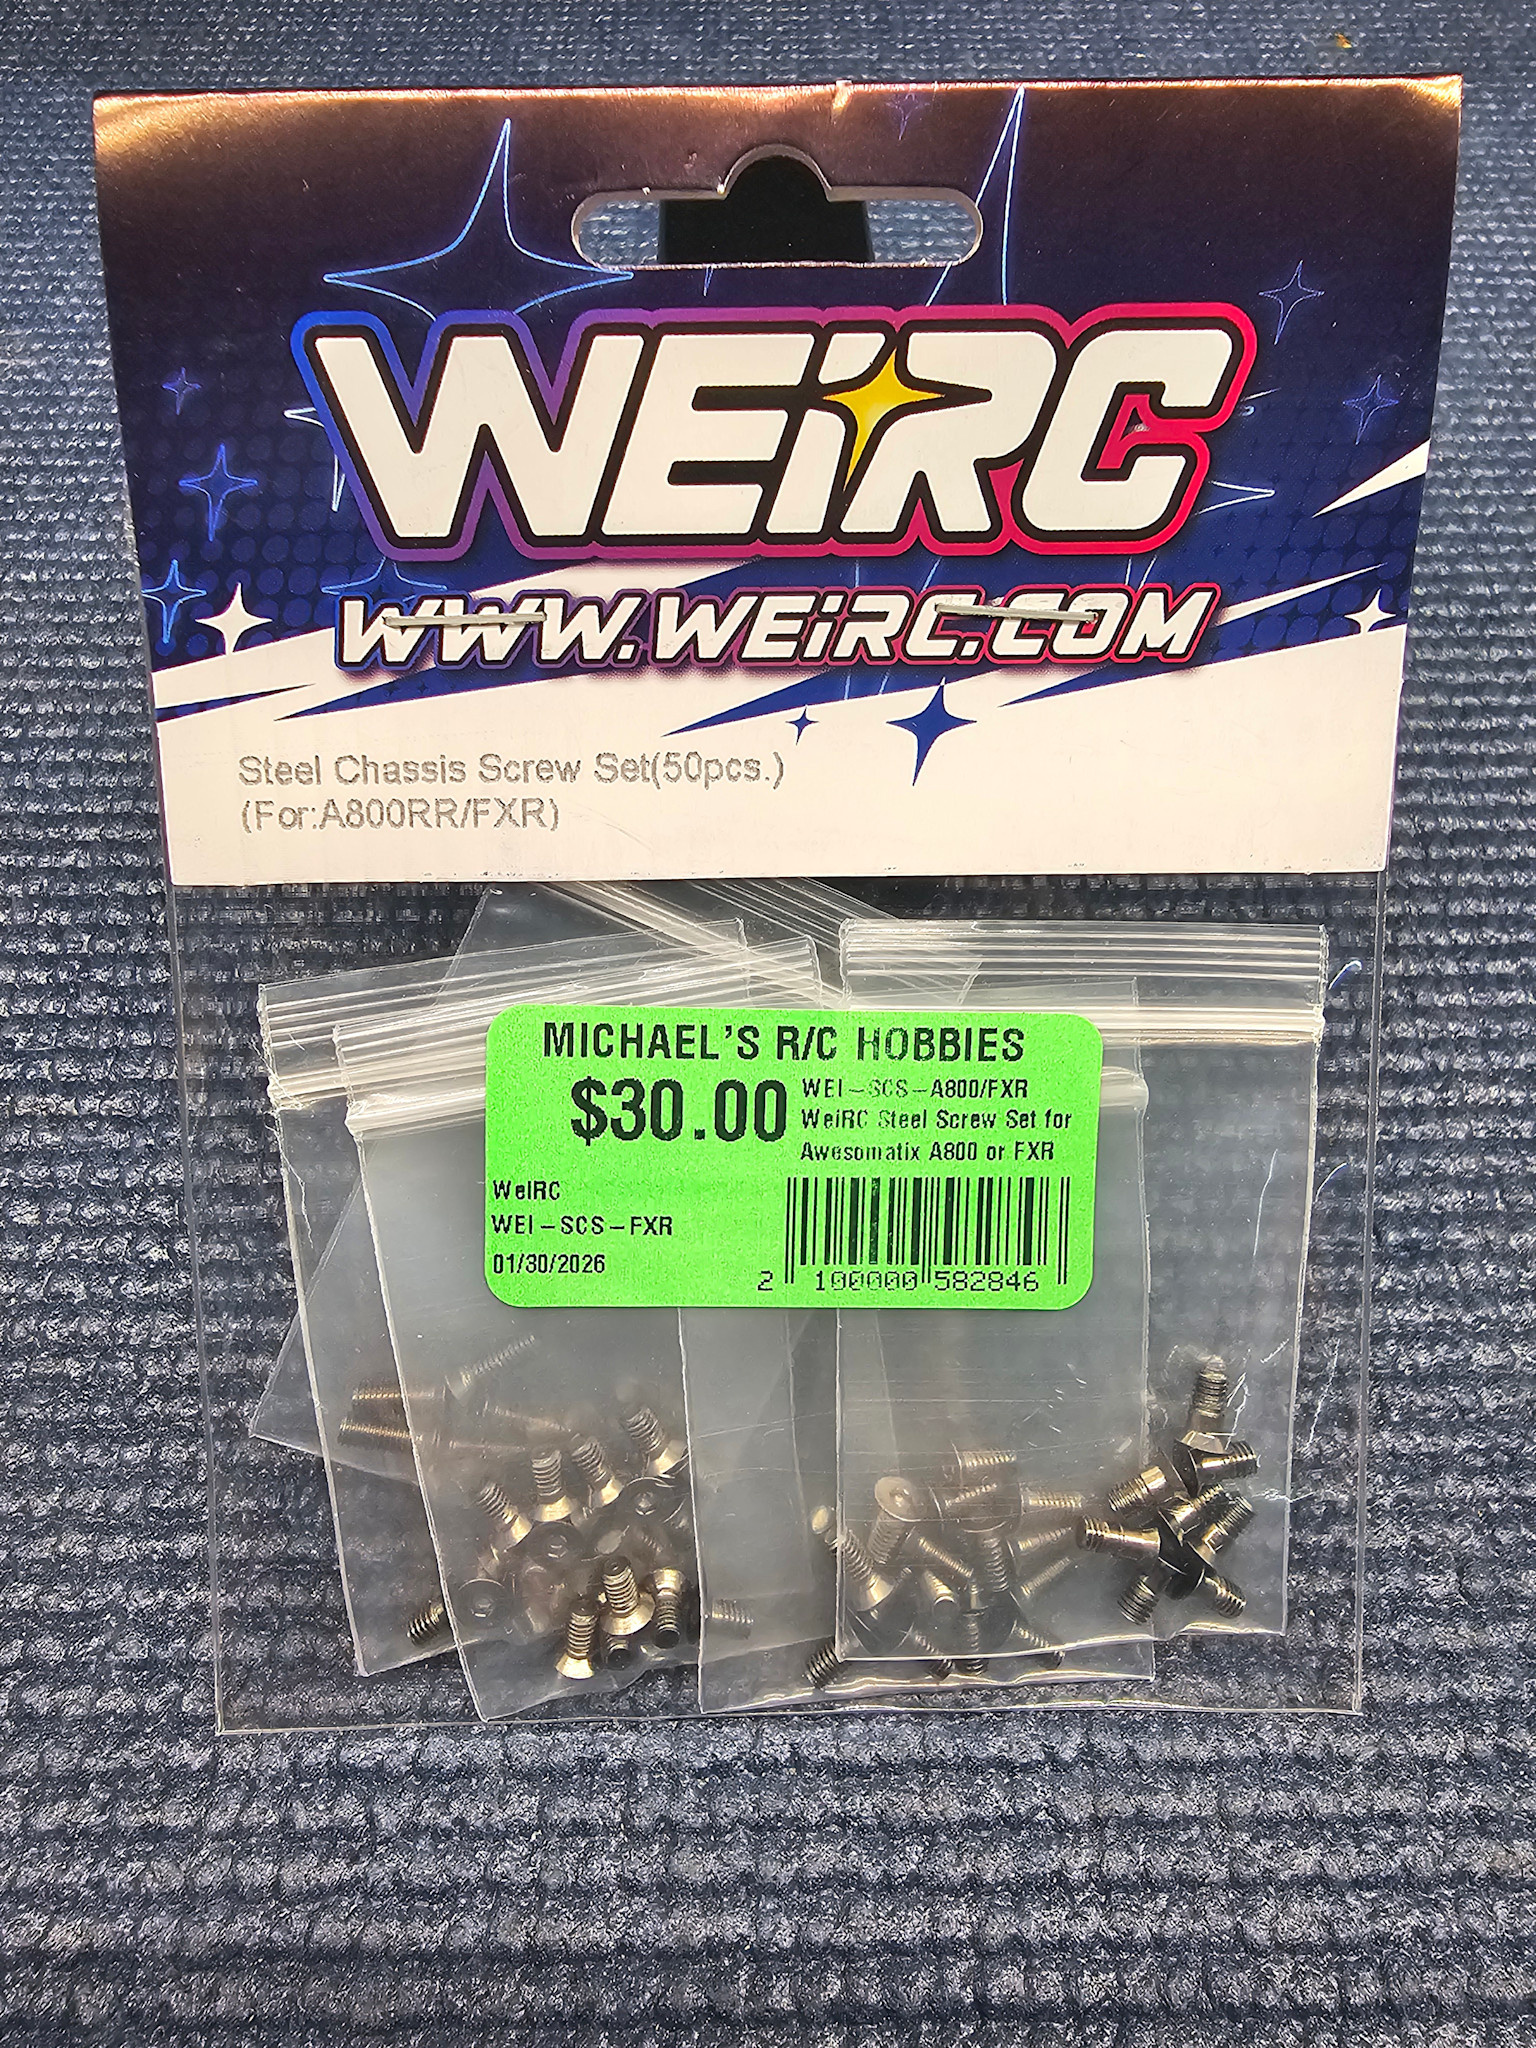 WEiRC
WWW.WEiRC.COM
Steel Chassis Screw Set(50pcs.)
(For:A800RR/FXR)
MICHAEL'S R/C HOBBIES
$30.00
WEI-SCS-A800/FXR
WeiRC Steel Screw Set for
Awesomatix A800 or FXR
WeiRC
WEI-SCS-FXR
01/30/2026
2 100000 582846